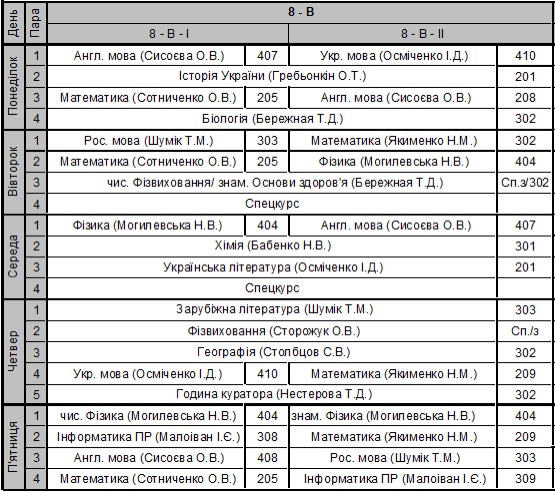 День Пара 8 - В
8 - В - I 8 - В - II
Понеділок
1 Англ. мова (Сисоєва О.В.) 407 Укр. мова (Осміченко І.Д.) 410
2 Історія України (Гребьонкін О.Т.) 201
3 Математика (Сотниченко О.В.) 205 Англ. мова (Сисоєва О.В.) 208
4 Біологія (Бережная Т.Д.) 302
Вівторок
1 Рос. мова (Шумік Т.М.) 303 Математика (Якименко Н.М.) 302
2 Математика (Сотниченко О.В.) 205 Фізика (Могилевська Н.В.) 404
3 чис. Фізвиховання/ знам. Основи здоров'я (Бережная Т.Д.) Сп.з/302
4 Спецкурс
Середа
1 Фізика (Могилевська Н.В.) 404 Англ. мова (Сисоєва О.В.) 407
2 Хімія (Бабенко Н.В.) 301
3 Українська література (Осміченко І.Д.) 201
4 Спецкурс
Четвер
1 Зарубіжна література (Шумік Т.М.) 303
2 Фізвиховання (Сторожук О.В.) Сп./з
3 Географія (Столбцов С.В.) 302
4 Укр. мова (Осміченко І.Д.) 410 Математика (Якименко Н.М.) 209
5 Година куратора (Нестерова Т.Д.) 302
П'ятниця
1 чис. Фізика (Могилевська Н.В.) 404 знам. Фізика (Могилевська Н.В.) 404
2 Інформатика ПР (Малоіван І.Є.) 308 Математика (Якименко Н.М.) 209
3 Англ. мова (Сисоєва О.В.) 408 Рос. мова (Шумік Т.М.) 303
4 Математика (Сотниченко О.В.) 205 Інформатика ПР (Малоіван І.Є.) 309